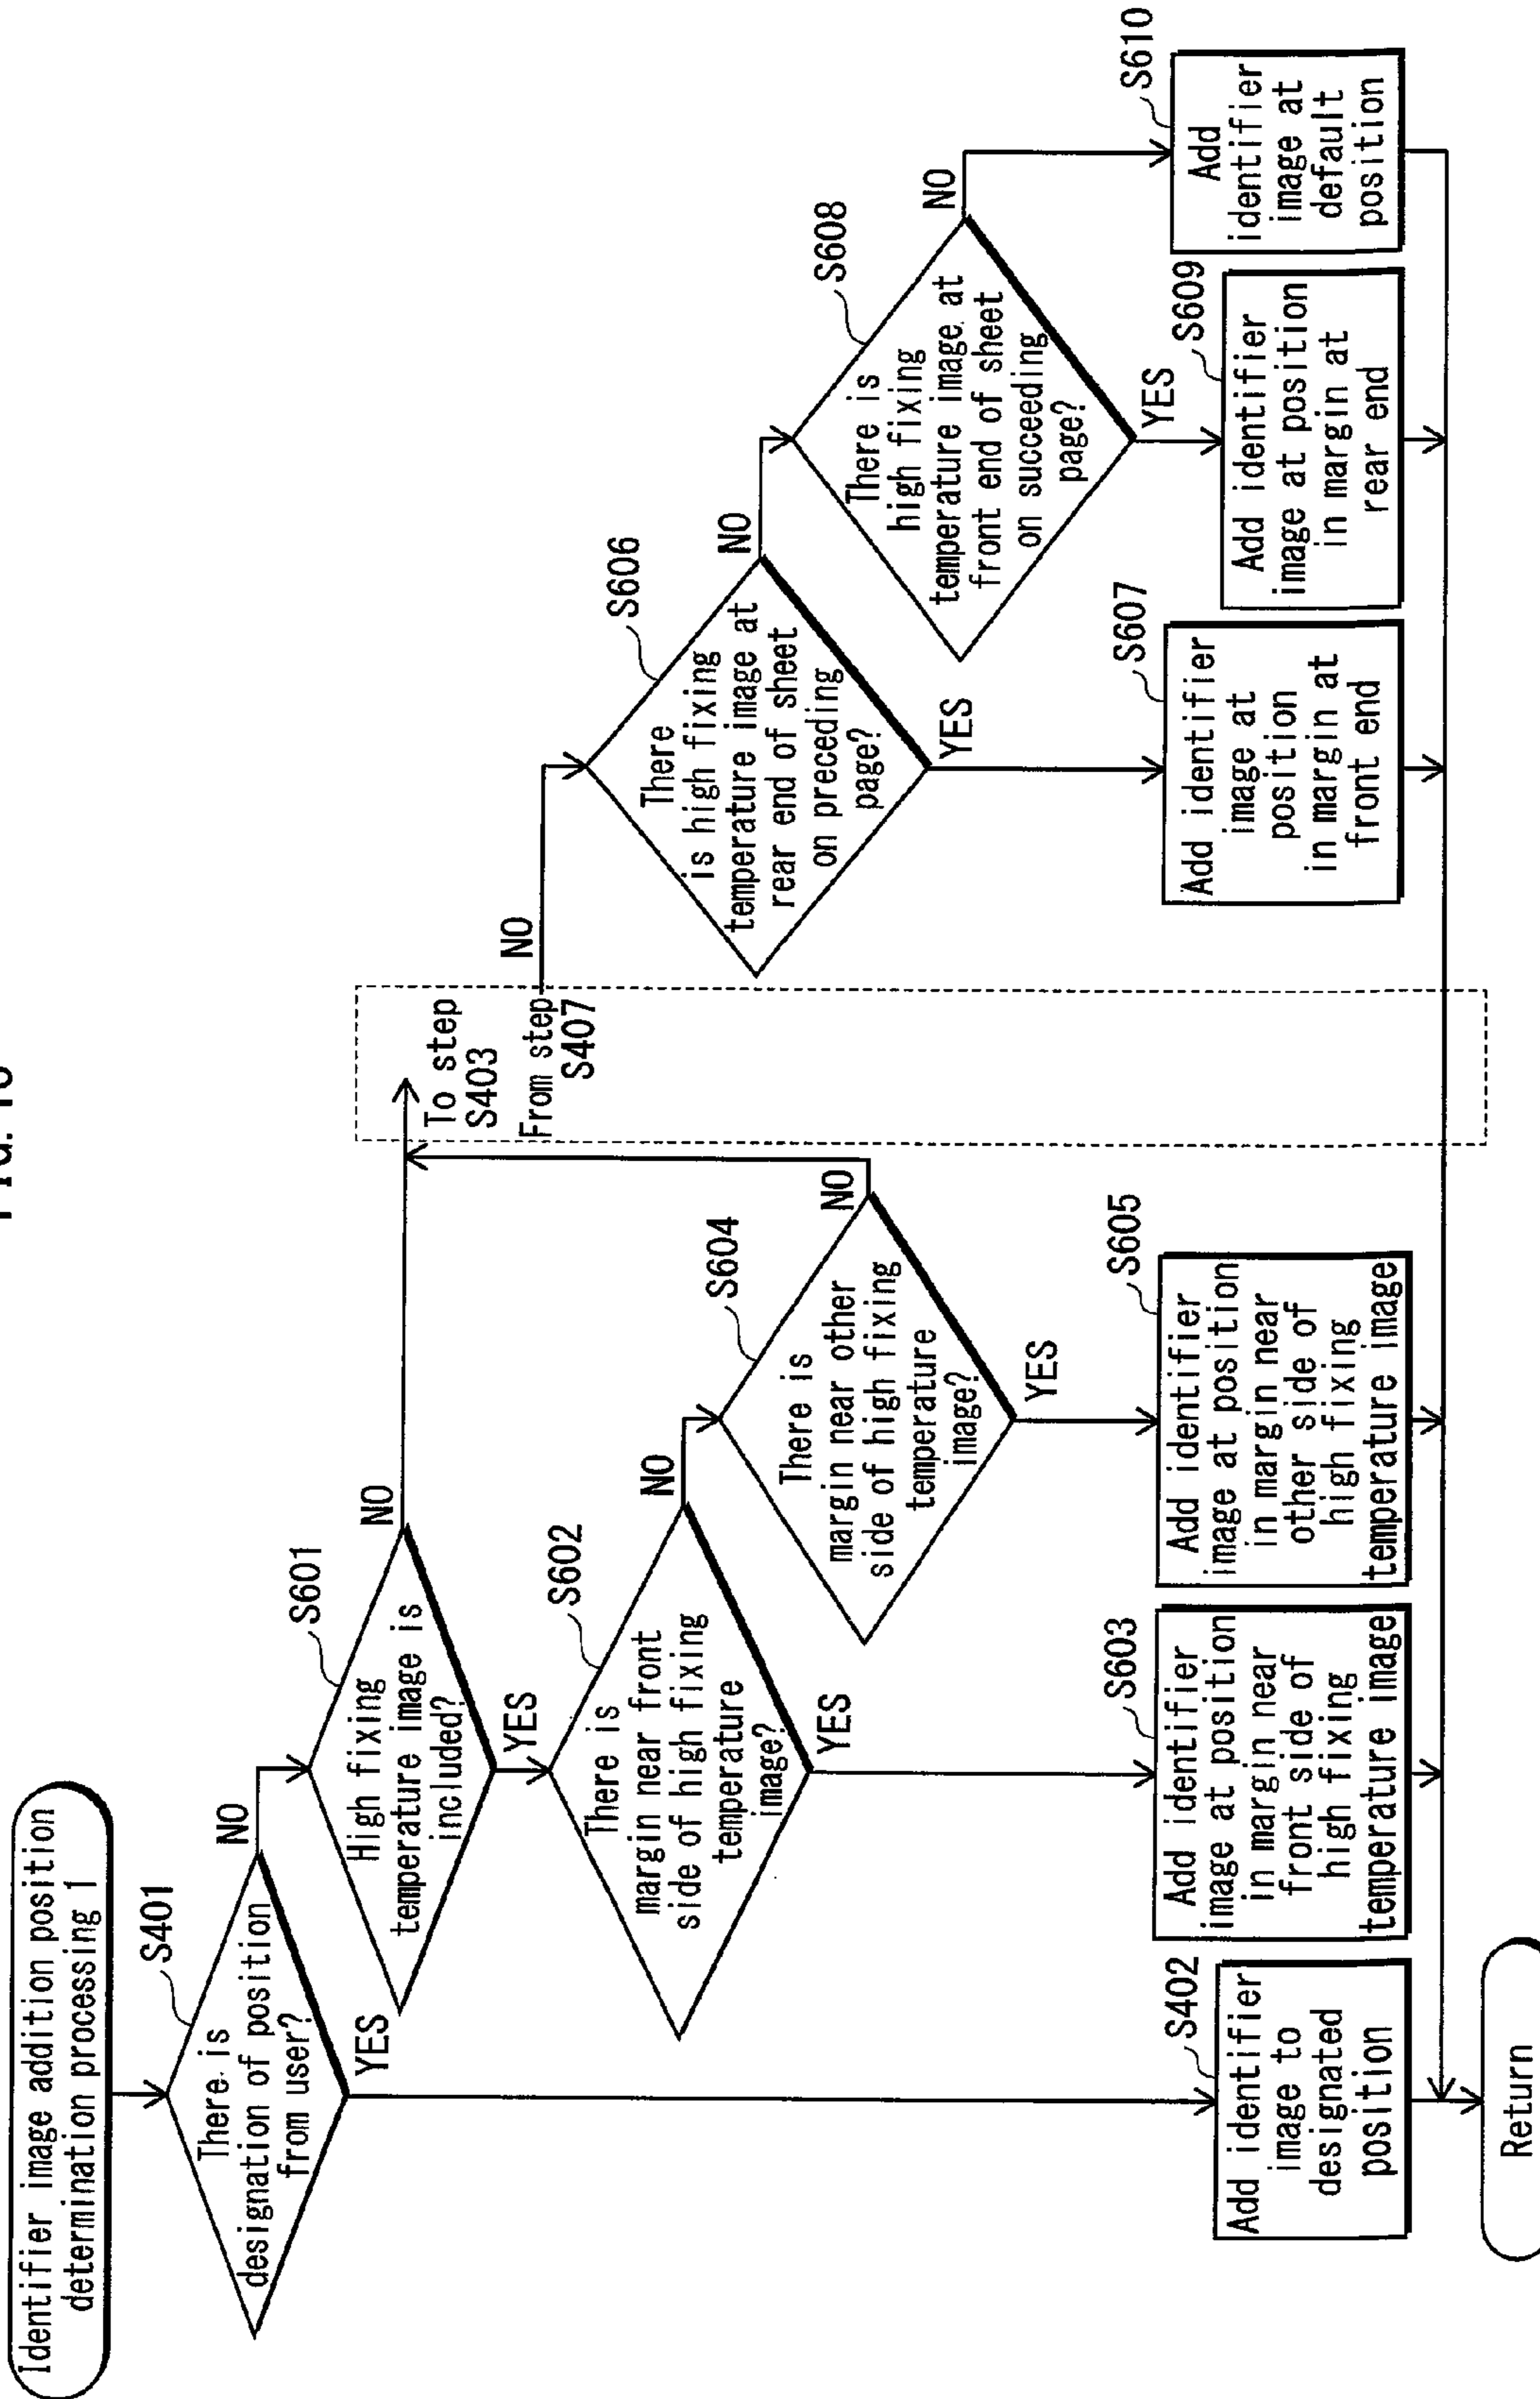 Identifier image addition position
determination processing 1
S401
There is
designation of position
from user?
NO
YES
S601
High fixing
temperature image is
included?
NO
YES
S602
There is
margin near front
side of high fixing
temperature
image?
NO
YES
S604
There is
margin near other
side of high fixing
temperature
image?
NO
YES
To step
S403
From step
S407
NO
S606
There
is high fixing
temperature image at
rear end of sheet
on preceding
page?
NO
YES
S608
There is
high fixing
temperature image at
front end of sheet
on succeeding
page?
NO
YES
S402
Add identifier
image to
designated
position
S603
Add identifier
image at position
in margin near
front side of
high fixing
temperature image
S605
Add identifier
image at position
in margin near
other side of
high fixing
temperature image
S607
Add identifier
image at
position
in margin at
front end
S609
Add identifier
image at position
in margin at
rear end
S610
Add
identifier
image at
default
position
Return